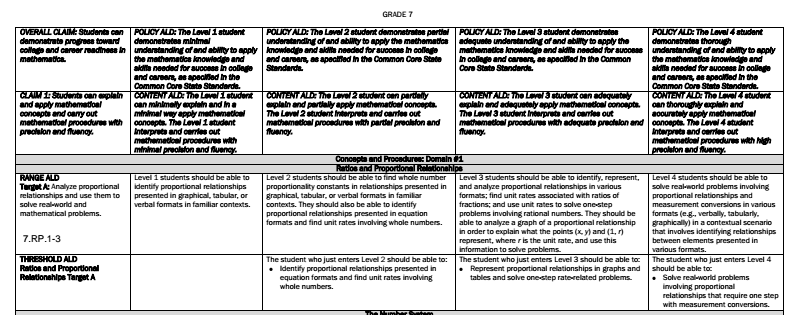 GRADE 7
OVERALL CLAIM: Students can
demonstrate progress toward
college and career readiness in
mathematics.
POLICY ALD: The Level 1 student
demonstrates minimal
understanding of and ability to apply
the mathematics knowledge and
skills needed for success in college
and careers, as specified in the
Common Core State Standards.
POLICY ALD: The Level 2 student demonstrates partial
understanding of and ability to apply the mathematics
knowledge and skills needed for success in college
and careers, as specified in the Common Core State
Standards.
POLICY ALD: The Level 3 student demonstrates
adequate understanding of and ability to apply the
mathematics knowledge and skills needed for success
in college and careers, as specified in the Common
Core State Standards.
POLICY ALD: The Level 4 student
demonstrates thorough
understanding of and ability to
apply the mathematics
knowledge and skills needed for
success in college and careers,
as specified in the Common
Core State Standards.
CLAIM 1: Students can explain
and apply mathematical
concepts and carry out
mathematical procedures with
precision and fluency.
CONTENT ALD: The Level 1 student
can minimally explain and in a
minimal way apply mathematical
concepts. The Level 1 student
interprets and carries out
mathematical procedures with
minimal precision and fluency.
CONTENT ALD: The Level 2 student can partially
explain and partially apply mathematical concepts.
The Level 2 student interprets and carries out
mathematical procedures with partial precision and
fluency.
CONTENT ALD: The Level 3 student can adequately
explain and adequately apply mathematical concepts.
The Level 3 student interprets and carries out
mathematical procedures with adequate precision and
fluency.
CONTENT ALD: The Level 4 student
can thoroughly explain and
accurately apply mathematical
concepts. The Level 4 student
interprets and carries out
mathematical procedures with high
precision and fluency.
Concepts and Procedures: Domain #1
Ratios and Proportional Relationships
RANGE ALD
Target A: Analyze proportional
relationships and use them to
solve real-world and
mathematical problems.
7.RP.1-3
Level 1 students should be able to
identify proportional relationships
presented in graphical, tabular, or
verbal formats in familiar contexts.
Level 2 students should be able to find whole number
proportionality constants in relationships presented in
graphical, tabular, or verbal formats in familiar
contexts. They should also be able to identify
proportional relationships presented in equation
formats and find unit rates involving whole numbers.
Level 3 students should be able to identify, represent,
and analyze proportional relationships in various
formats; find unit rates associated with ratios of
fractions; and use unit rates to solve one-step
problems involving rational numbers. They should be
able to analyze a graph of a proportional relationship
in order to explain what the points (x, y) and (1, r)
represent, where r is the unit rate, and use this
information to solve problems.
Level 4 students should be able to
solve real-world problems involving
proportional relationships and
measurement conversions in various
formats (e.g., verbally, tabularly,
graphically) in a contextual scenario
that involves identifying relationships
between elements presented in
various formats.
THRESHOLD ALD
Ratios and Proportional
Relationships Target A
The student who just enters Level 2 should be able to:
• Identify proportional relationships presented in
equation formats and find unit rates involving
whole numbers.
The student who just enters Level 3 should be able to:
• Represent proportional relationships in graphs and
tables and solve one-step rate-related problems.
The student who just enters Level 4
should be able to:
• Solve real-world problems
involving proportional
relationships that require one step
with measurement conversions.
The Number System